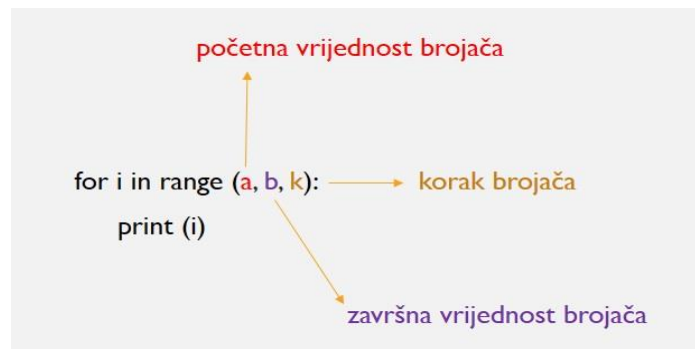 početna vrijednost brojača
for i in range (a, b, k):
korak brojača
print (i)
završna vrijednost brojača